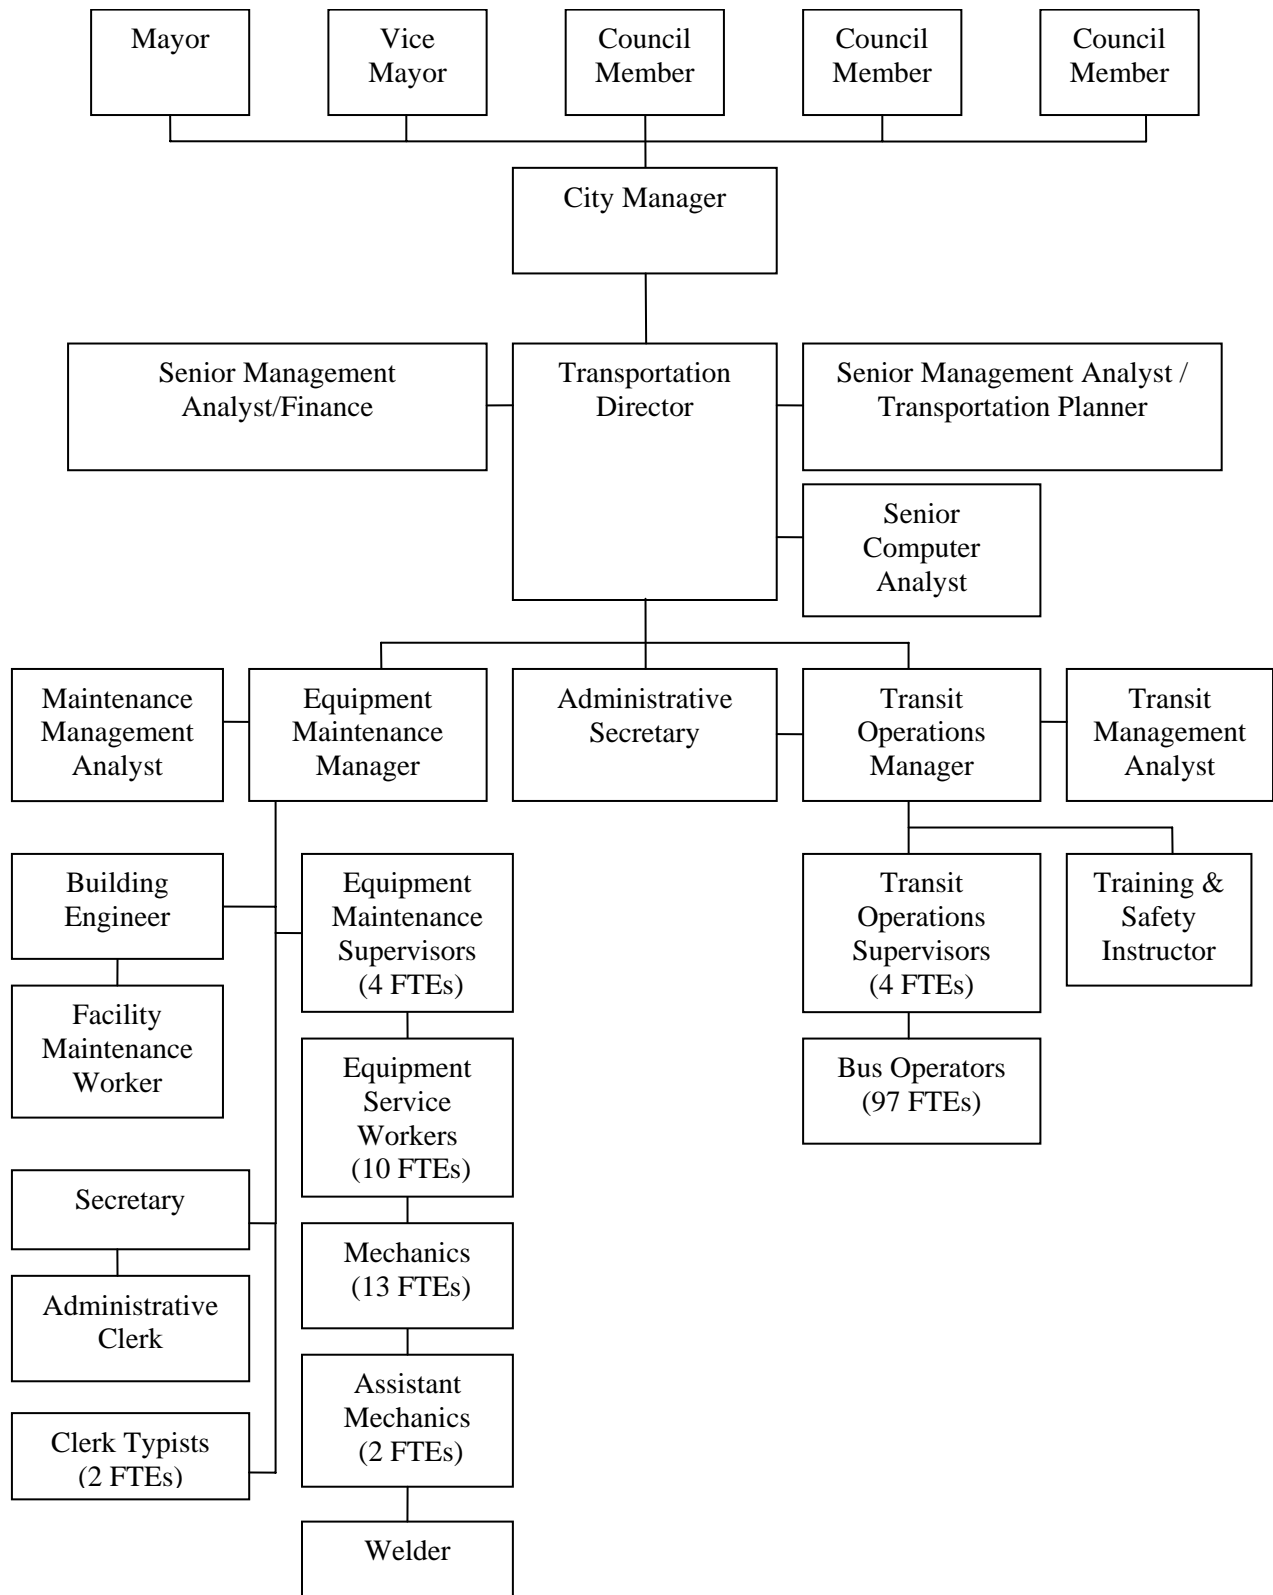 Mayor
Vice
Mayor
Council
Member
Council
Member
Council
Member
City Manager
Senior Management
Analyst/Finance
Transportation
Director
Senior Management Analyst /
Transportation Planner
Senior
Computer
Analyst
Maintenance
Management
Analyst
Equipment
Maintenance
Manager
Administrative
Secretary
Transit
Operations
Manager
Transit
Management
Analyst
Building
Engineer
Equipment
Maintenance
Supervisors
(4 FTEs)
Transit
Operations
Supervisors
(4 FTEs)
Training &
Safety
Instructor
Facility
Maintenance
Worker
Equipment
Service
Workers
(10 FTEs)
Bus Operators
(97 FTEs)
Secretary
Mechanics
(13 FTEs)
Administrative
Clerk
Assistant
Mechanics
(2 FTEs)
Clerk Typists
(2 FTEs)
Welder